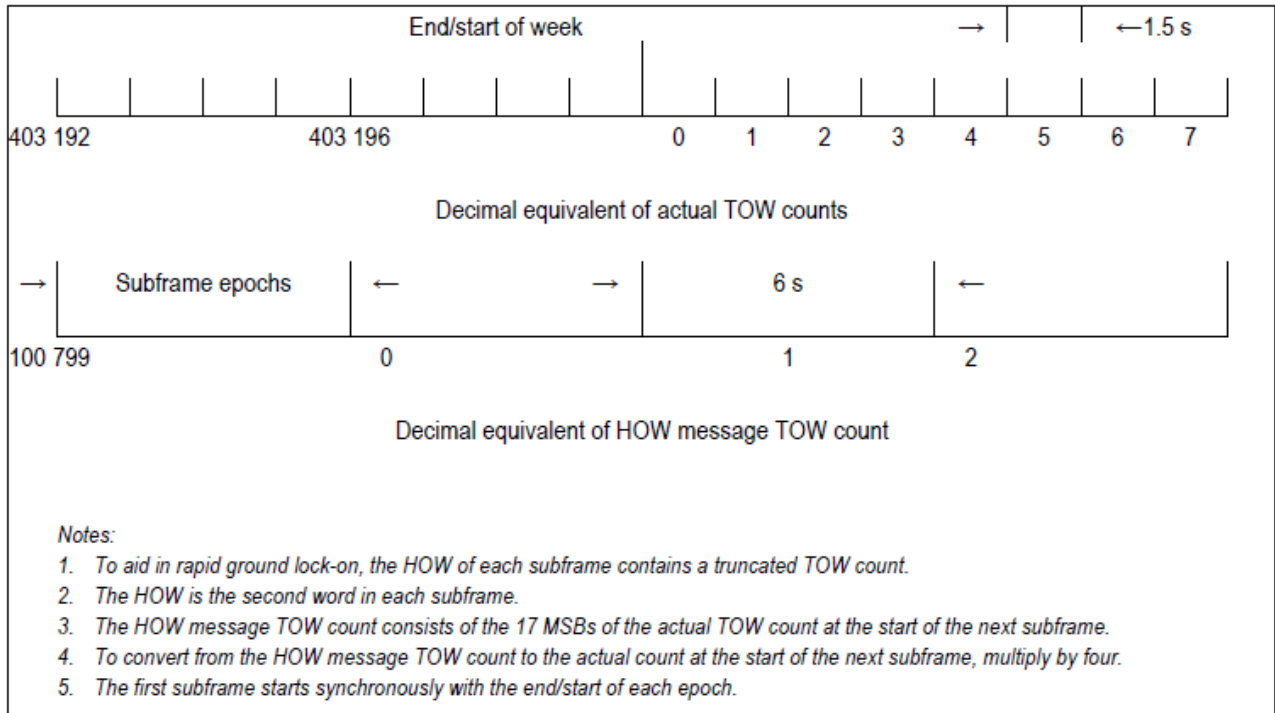 End/start of week → ←1.5 s
403 192 403 196 0 1 2 3 4 5 6 7
Decimal equivalent of actual TOW counts
→ Subframe epochs ← → 6 s ←
100 799 0 1 2
Decimal equivalent of HOW message TOW count
Notes:
1. To aid in rapid ground lock-on, the HOW of each subframe contains a truncated TOW count.
2. The HOW is the second word in each subframe.
3. The HOW message TOW count consists of the 17 MSBs of the actual TOW count at the start of the next subframe.
4. To convert from the HOW message TOW count to the actual count at the start of the next subframe, multiply by four.
5. The first subframe starts synchronously with the end/start of each epoch.